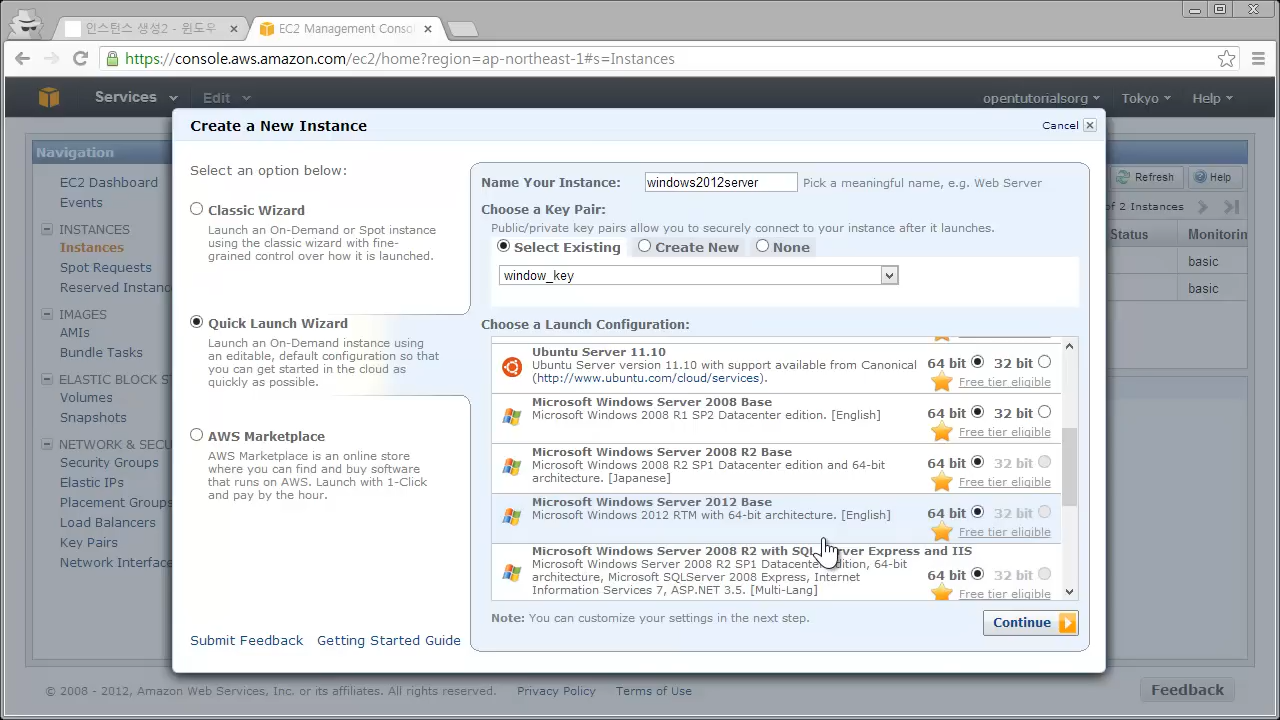 인스턴스 생성2 - 윈도우
EC2 Management Conso
https://console.aws.amazon.com/ec2/home?region=ap-northeast-1#s=Instances
Services Edit opentutorialsorg Tokyo Help
Create a New Instance Cancel
Navigation
EC2 Dashboard
Events
INSTANCES
Instances
Spot Requests
Reserved Instanc
IMAGES
AMIs
Bundle Tasks
ELASTIC BLOCK S
Volumes
Snapshots
NETWORK & SECU
Security Groups
Elastic IPs
Placement Groups
Load Balancers
Key Pairs
Network Interface
Select an option below:
Classic Wizard
Launch an On-Demand or Spot instance
using the classic wizard with fine-
grained control over how it is launched.
Quick Launch Wizard
Launch an On-Demand instance using
an editable, default configuration so that
you can get started in the cloud as
quickly as possible.
AWS Marketplace
AWS Marketplace is an online store
where you can find and buy software
that runs on AWS. Launch with 1-Click
and pay by the hour.
Submit Feedback Getting Started Guide
Name Your Instance: windows2012server Pick a meaningful name, e.g. Web Server
Choose a Key Pair:
Public/private key pairs allow you to securely connect to your instance after it launches.
Select Existing Create New None
window_key
Choose a Launch Configuration:
Ubuntu Server 11.10
Ubuntu Server version 11.10 with support available from Canonical
(http://www.ubuntu.com/cloud/services).
64 bit 32 bit
Free tier eligible
Microsoft Windows Server 2008 Base
Microsoft Windows 2008 R1 SP2 Datacenter edition. [English]
64 bit 32 bit
Free tier eligible
Microsoft Windows Server 2008 R2 Base
Microsoft Windows 2008 R2 SP1 Datacenter edition and 64-bit
architecture. [Japanese]
64 bit 32 bit
Free tier eligible
Microsoft Windows Server 2012 Base
Microsoft Windows 2012 RTM with 64-bit architecture. [English]
64 bit 32 bit
Free tier eligible
Microsoft Windows Server 2008 R2 with SQL Server Express and IIS
Microsoft Windows Server 2008 R2 SP1 Datacenter edition, 64-bit
architecture, Microsoft SQLServer 2008 Express, Internet
Information Services 7, ASP.NET 3.5. [Multi-Lang]
64 bit 32 bit
Free tier eligible
Note: You can customize your settings in the next step.
Continue
Refresh Help
of 2 Instances
Status Monitorin
basic
basic
© 2008 - 2012, Amazon Web Services, Inc. or its affiliates. All rights reserved. Privacy Policy Terms of Use
Feedback